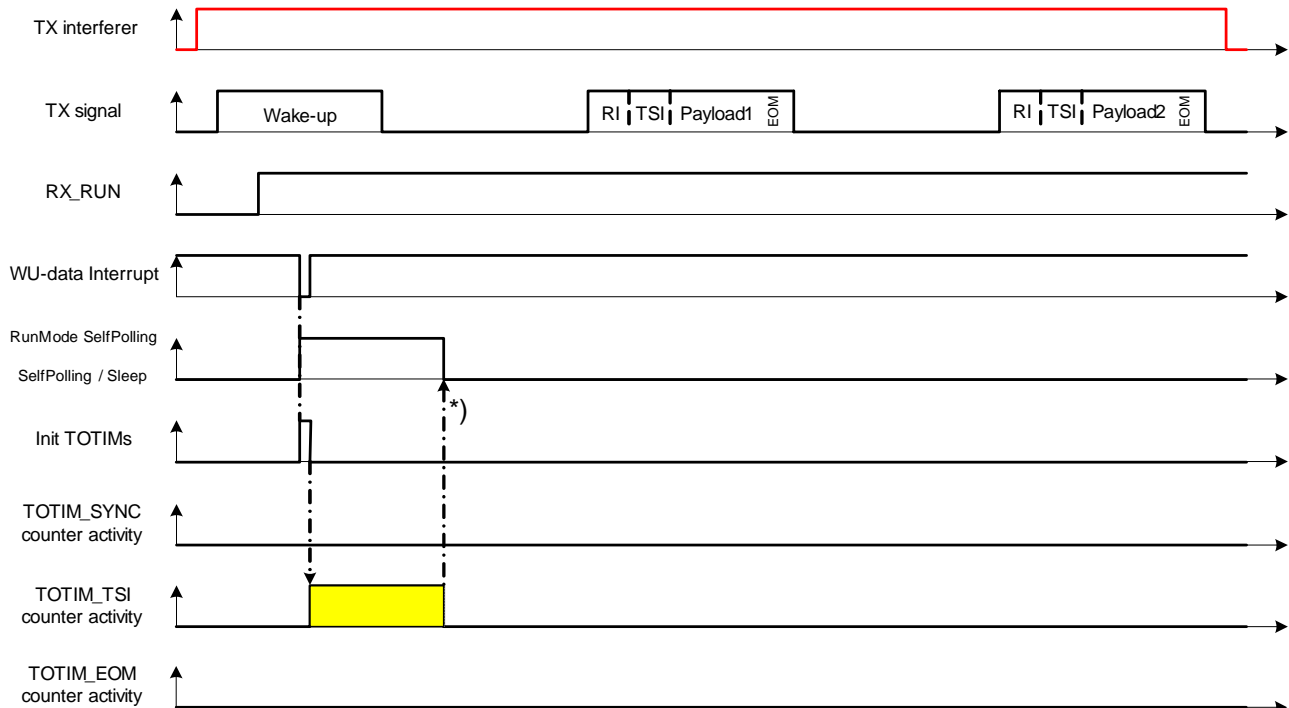 TX interferer
TX signal
Wake-up
RI TSI Payload1 EOM
RI TSI Payload2 EOM
RX_RUN
WU-data Interrupt
RunMode SelfPolling
SelfPolling / Sleep
*)
Init TOTIMs
TOTIM_SYNC
counter activity
TOTIM_TSI
counter activity
TOTIM_EOM
counter activity